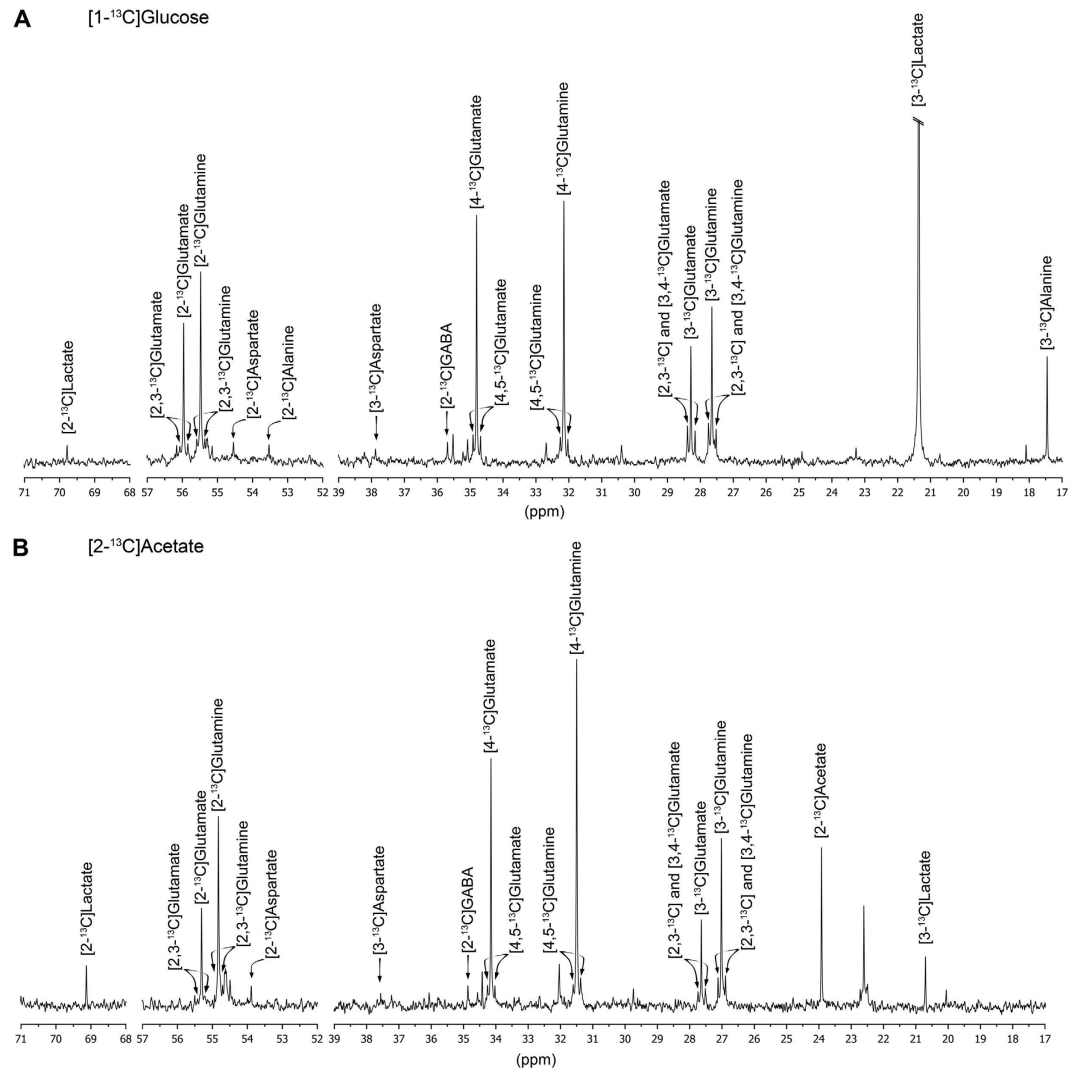 A [1-¹³C]Glucose
[2-¹³C]Lactate
[2,3-¹³C]Glutamate
[2-¹³C]Glutamate
[2-¹³C]Glutamine
[2,3-¹³C]Glutamine
[2-¹³C]Aspartate
[2-¹³C]Alanine
[3-¹³C]Aspartate
[2-¹³C]GABA
[4-¹³C]Glutamate
[4,5-¹³C]Glutamate
[4,5-¹³C]Glutamine
[4-¹³C]Glutamine
[2,3-¹³C] and [3,4-¹³C]Glutamate
[3-¹³C]Glutamate
[3-¹³C]Glutamine
[2,3-¹³C] and [3,4-¹³C]Glutamine
[3-¹³C]Lactate
[3-¹³C]Alanine
71 70 69 68 57 56 55 54 53 52 39 38 37 36 35 34 33 32 31 30 29 28 27 26 25 24 23 22 21 20 19 18 17
(ppm)
B [2-¹³C]Acetate
[2-¹³C]Lactate
[2,3-¹³C]Glutamate
[2-¹³C]Glutamate
[2-¹³C]Glutamine
[2,3-¹³C]Glutamine
[2-¹³C]Aspartate
[3-¹³C]Aspartate
[2-¹³C]GABA
[4-¹³C]Glutamate
[4,5-¹³C]Glutamate
[4,5-¹³C]Glutamine
[4-¹³C]Glutamine
[2,3-¹³C] and [3,4-¹³C]Glutamate
[3-¹³C]Glutamate
[3-¹³C]Glutamine
[2,3-¹³C] and [3,4-¹³C]Glutamine
[2-¹³C]Acetate
[3-¹³C]Lactate
71 70 69 68 57 56 55 54 53 52 39 38 37 36 35 34 33 32 31 30 29 28 27 26 25 24 23 22 21 20 19 18 17
(ppm)